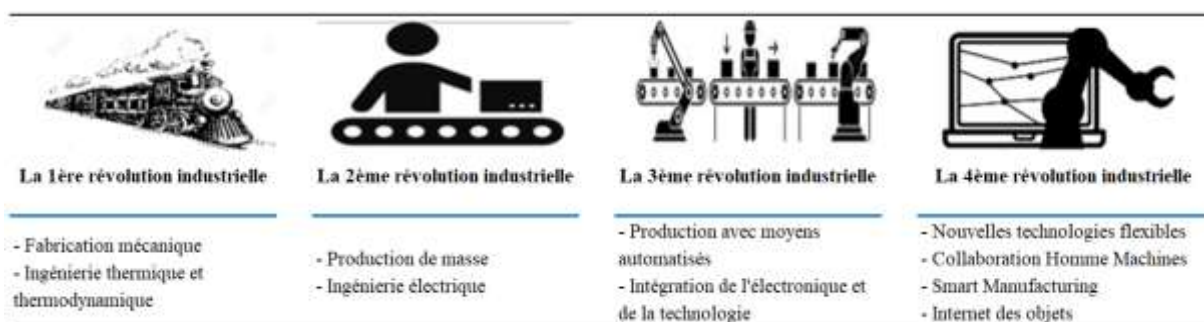 La 1ère révolution industrielle
- Fabrication mécanique
- Ingénierie thermique et
thermodynamique
La 2ème révolution industrielle
- Production de masse
- Ingénierie électrique
La 3ème révolution industrielle
- Production avec moyens
automatisés
- Intégration de l'électronique et
de la technologie
La 4ème révolution industrielle
- Nouvelles technologies flexibles
- Collaboration Homme Machines
- Smart Manufacturing
- Internet des objets